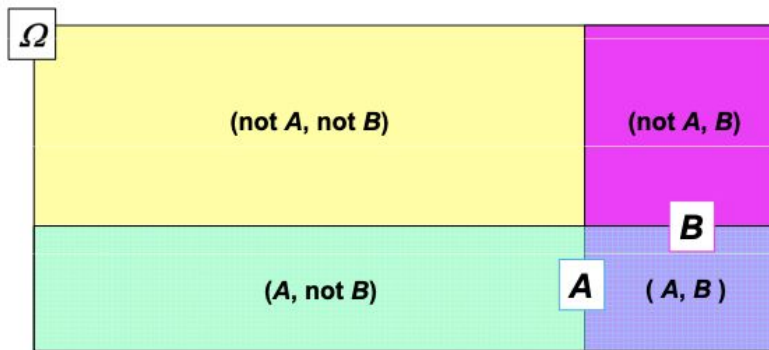 Ω
(not A, not B)
(not A, B)
B
A
(A, not B)
( A, B )